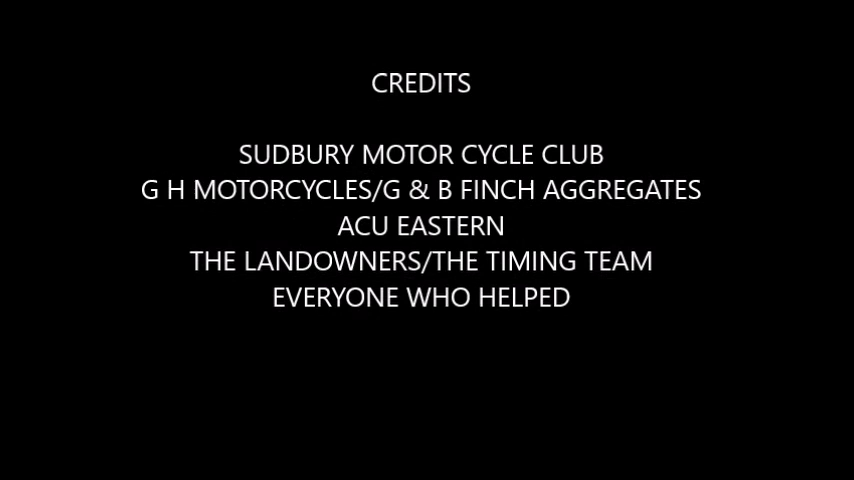 CREDITS
SUDBURY MOTOR CYCLE CLUB
G H MOTORCYCLES/G & B FINCH AGGREGATES
ACU EASTERN
THE LANDOWNERS/THE TIMING TEAM
EVERYONE WHO HELPED